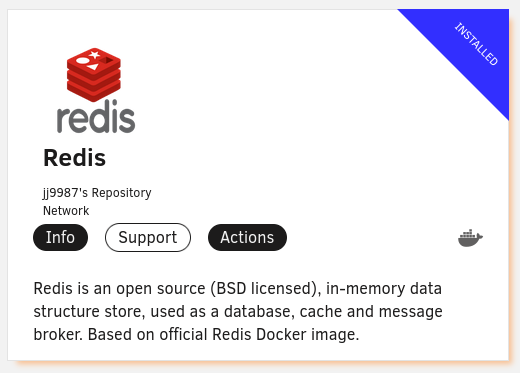 INSTALLED
redis
Redis
jj9987's Repository
Network
Info
Support
Actions
Redis is an open source (BSD licensed), in-memory data
structure store, used as a database, cache and message
broker. Based on official Redis Docker image.